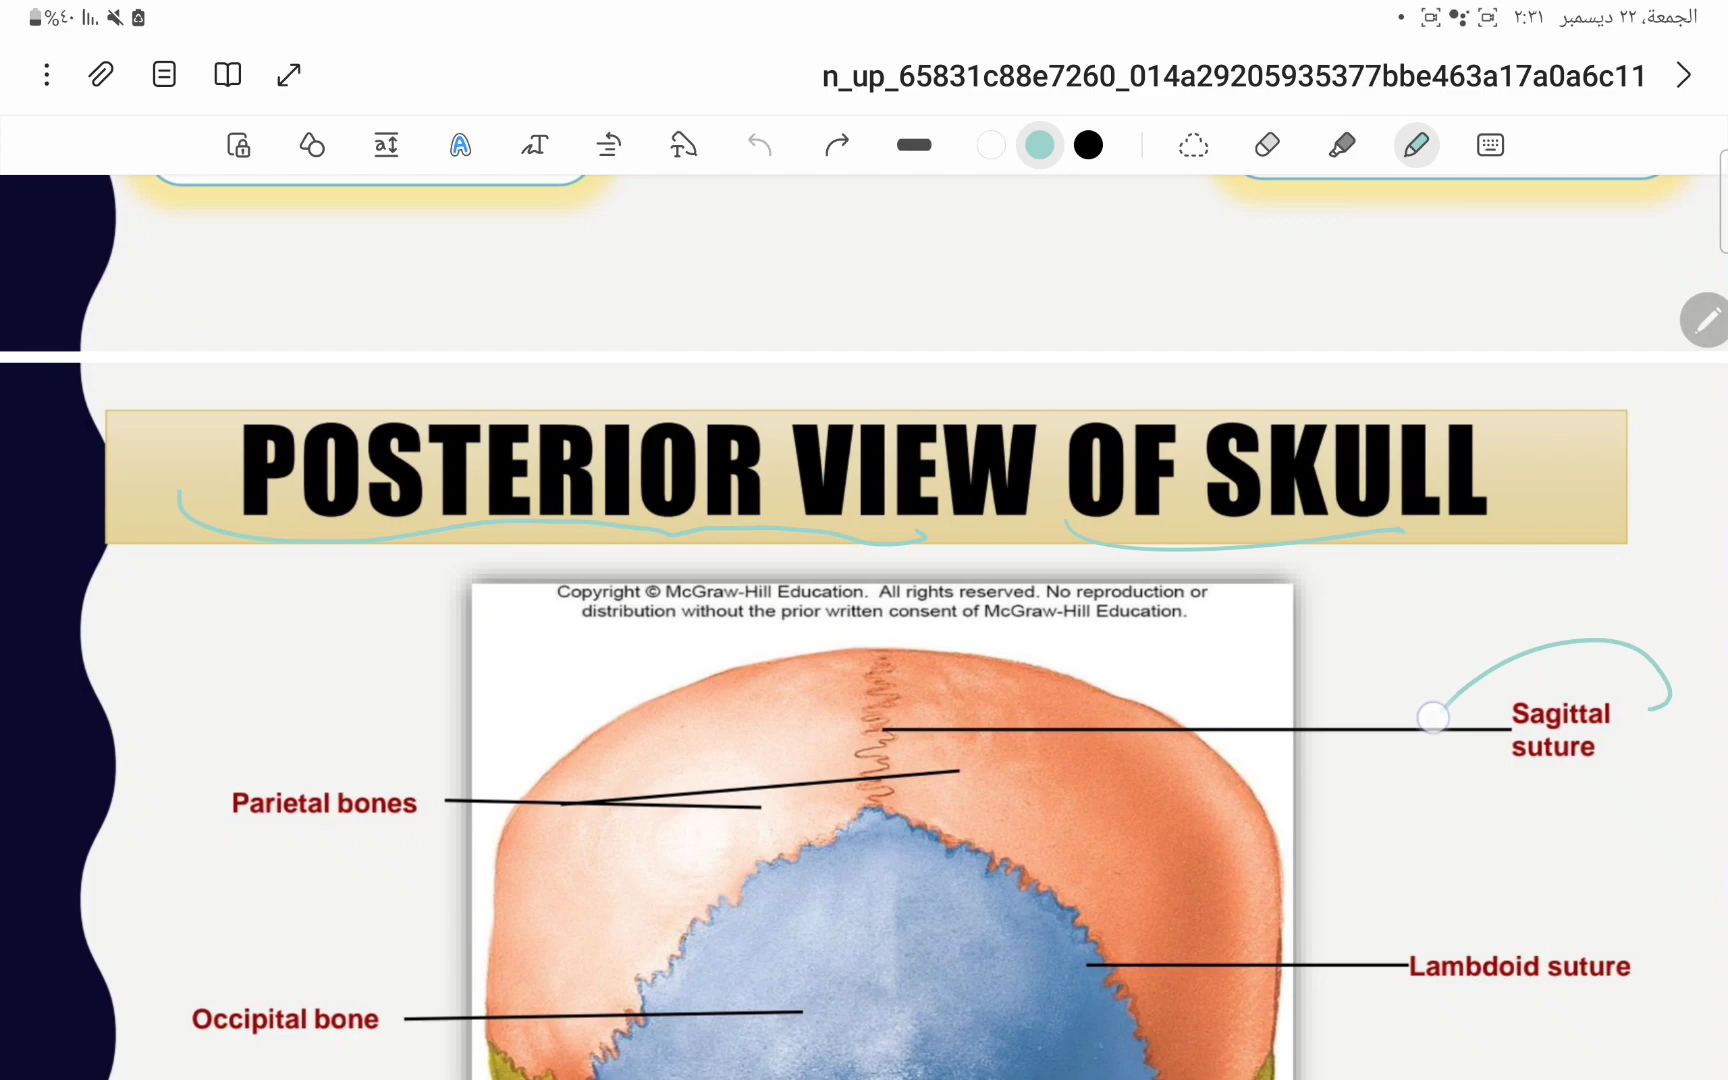 %٤٠
الجمعة، ٢٢ ديسمبر ٢:٣١
n_up_65831c88e7260_014a29205935377bbe463a17a0a6c11
POSTERIOR VIEW OF SKULL
Copyright © McGraw-Hill Education. All rights reserved. No reproduction or
distribution without the prior written consent of McGraw-Hill Education.
Sagittal
suture
Parietal bones
Lambdoid suture
Occipital bone